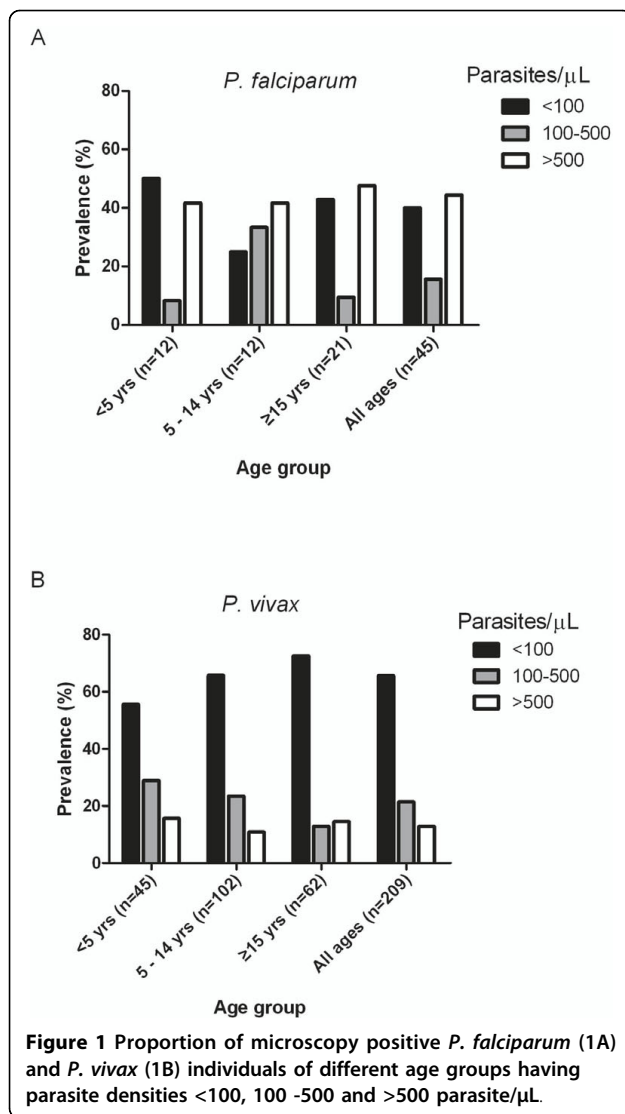 A
P. falciparum
Parasites/μL
<100
100-500
>500
Prevalence (%)
80
60
40
20
0
<5 yrs (n=12)
5 - 14 yrs (n=12)
≥15 yrs (n=21)
All ages (n=45)
Age group
B
P. vivax
Parasites/μL
<100
100-500
>500
Prevalence (%)
80
60
40
20
0
<5 yrs (n=45)
5 - 14 yrs (n=102)
≥15 yrs (n=62)
All ages (n=209)
Age group
Figure 1 Proportion of microscopy positive P. falciparum (1A)
and P. vivax (1B) individuals of different age groups having
parasite densities <100, 100 -500 and >500 parasite/μL.